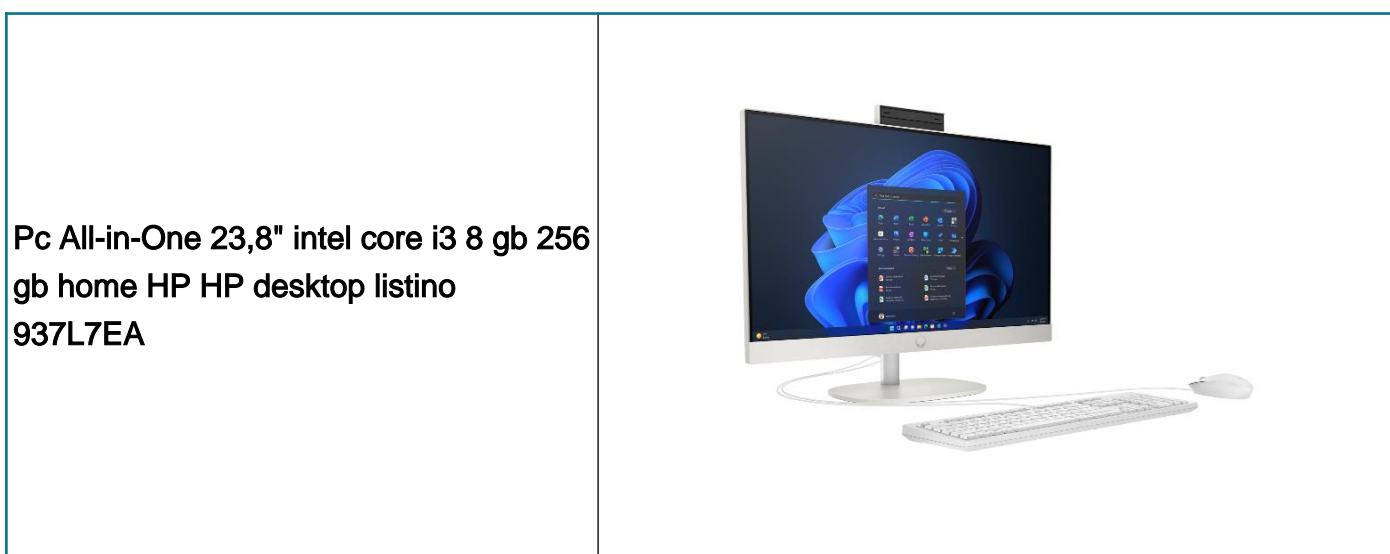 Pc All-in-One 23,8" intel core i3 8 gb 256
gb home HP HP desktop listino
937L7EA